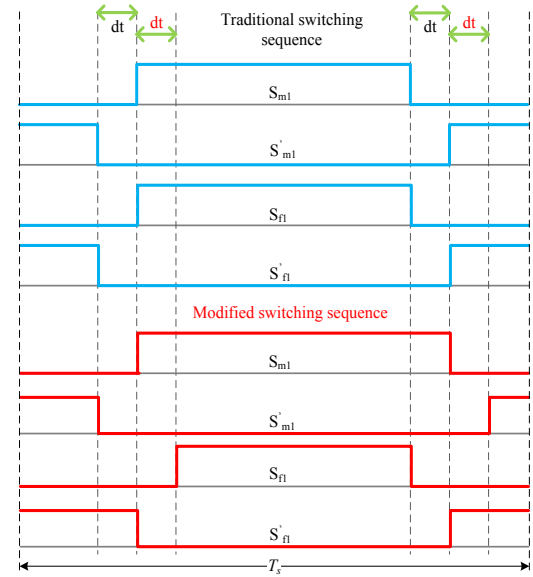 dt dt Traditional switching sequence dt dt
S_m1
S'_m1
S_f1
S'_f1
Modified switching sequence
S_m1
S'_m1
S_f1
S'_f1
T_s